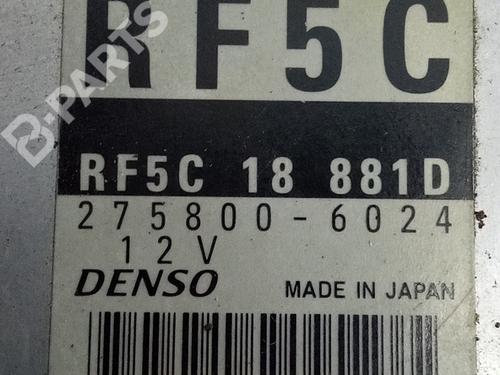 RF5C
B-PARTS
RF5C 18 881D
275800-6024
12V
DENSO MADE IN JAPAN